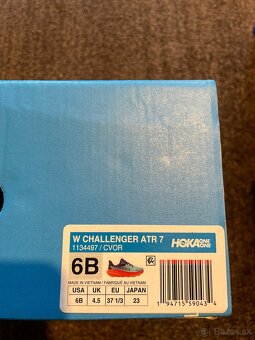 W CHALLENGER ATR 7
1134497 / CVOR
HOKA ONE ONE
6B
MADE IN VIETNAM / FABRIQUÉ AU VIETNAM
USA UK EU JAPAN
6B 4.5 37 1/3 23
1 94715 59043 4
Bazos.sk